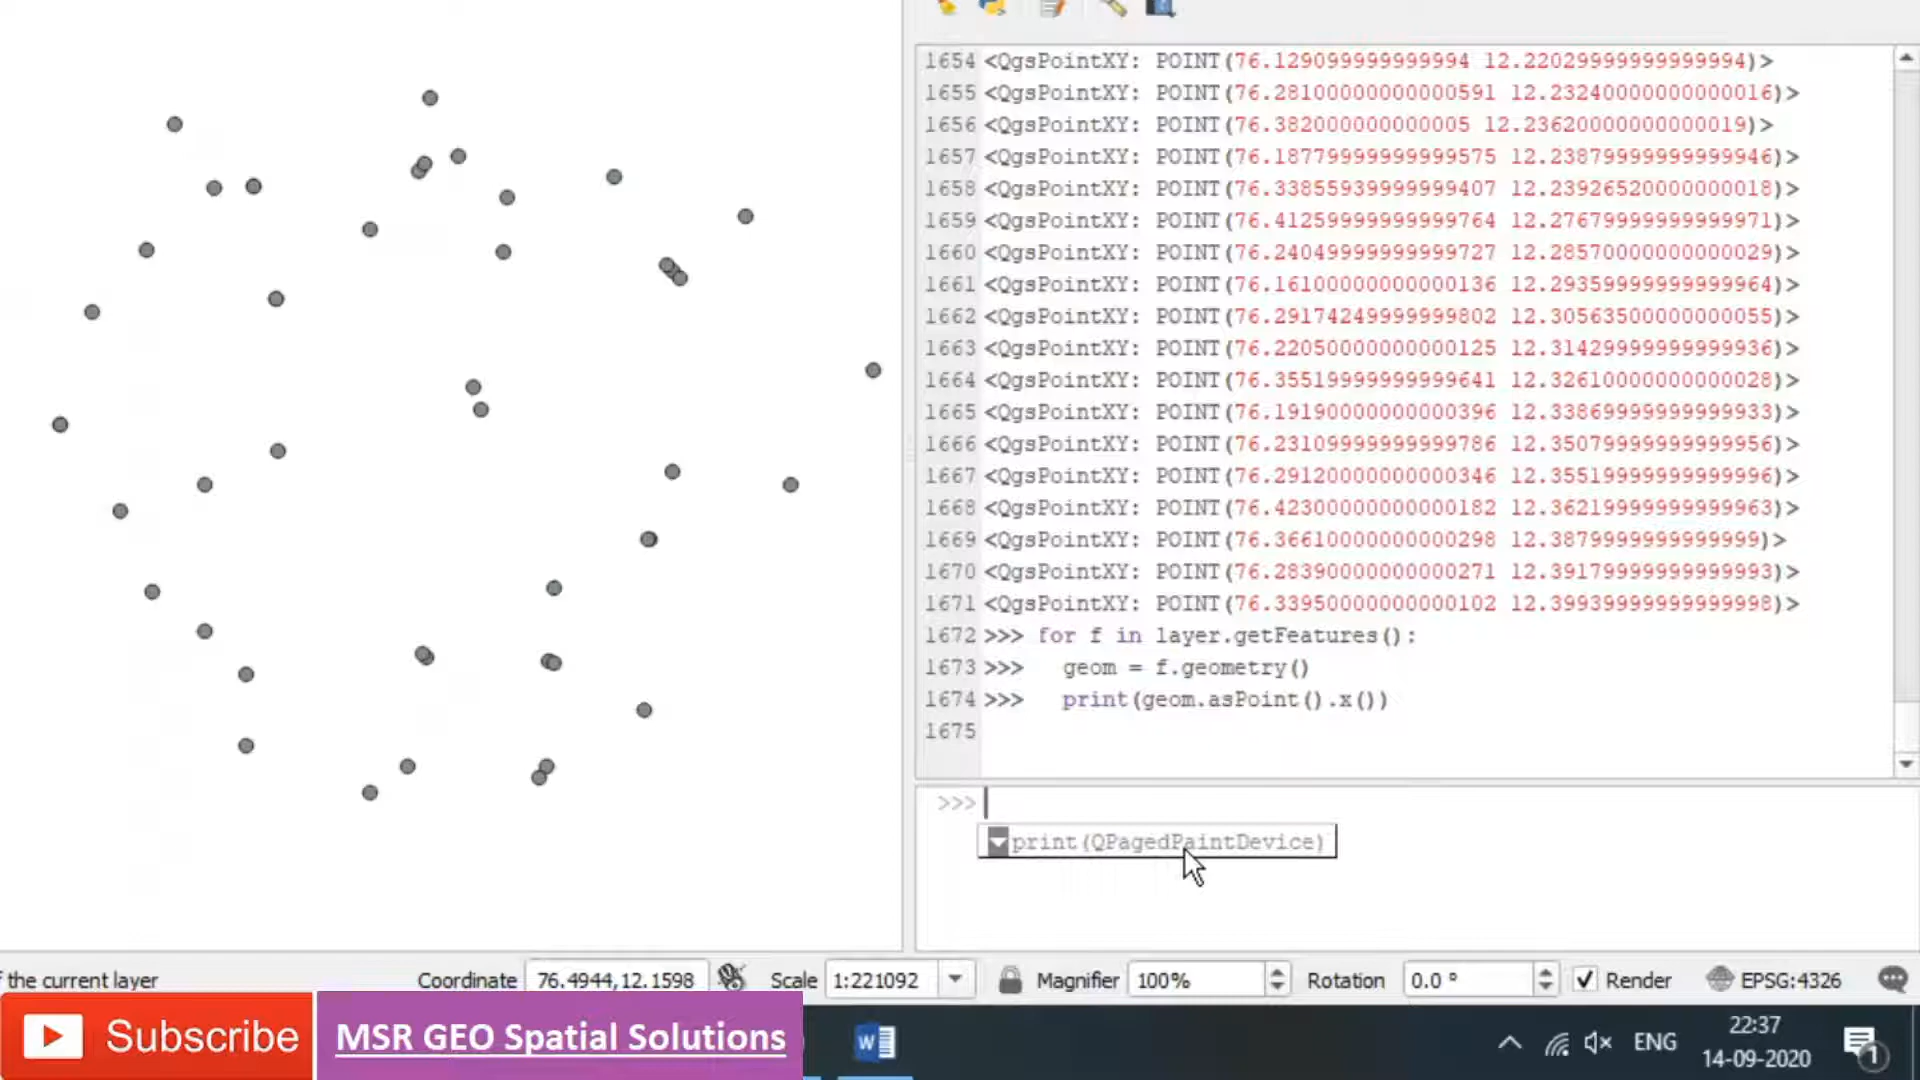 1654 <QgsPointXY: POINT(76.129099999999994 12.22029999999999994)>
1655 <QgsPointXY: POINT(76.28100000000000591 12.23240000000000016)>
1656 <QgsPointXY: POINT(76.3820000000000005 12.23620000000000019)>
1657 <QgsPointXY: POINT(76.18779999999999575 12.23879999999999946)>
1658 <QgsPointXY: POINT(76.33855939999999407 12.23926520000000018)>
1659 <QgsPointXY: POINT(76.41259999999999764 12.27679999999999971)>
1660 <QgsPointXY: POINT(76.24049999999999727 12.28570000000000029)>
1661 <QgsPointXY: POINT(76.16100000000000136 12.29359999999999964)>
1662 <QgsPointXY: POINT(76.29174249999999802 12.30563500000000055)>
1663 <QgsPointXY: POINT(76.22050000000000125 12.31429999999999936)>
1664 <QgsPointXY: POINT(76.35519999999999641 12.32610000000000028)>
1665 <QgsPointXY: POINT(76.19190000000000396 12.33869999999999933)>
1666 <QgsPointXY: POINT(76.23109999999999786 12.35079999999999956)>
1667 <QgsPointXY: POINT(76.29120000000000346 12.35519999999999996)>
1668 <QgsPointXY: POINT(76.42300000000000182 12.36219999999999963)>
1669 <QgsPointXY: POINT(76.36610000000000298 12.3879999999999999)>
1670 <QgsPointXY: POINT(76.28390000000000271 12.39179999999999993)>
1671 <QgsPointXY: POINT(76.33950000000000102 12.39939999999999998)>
1672 >>> for f in layer.getFeatures():
1673 >>>   geom = f.geometry()
1674 >>>   print(geom.asPoint().x())
1675
>>>
print(QPagedPaintDevice)
f the current layer Coordinate 76.4944,12.1598 Scale 1:221092 Magnifier 100% Rotation 0.0 ° Render EPSG:4326
Subscribe MSR GEO Spatial Solutions
ENG
22:37
14-09-2020
1